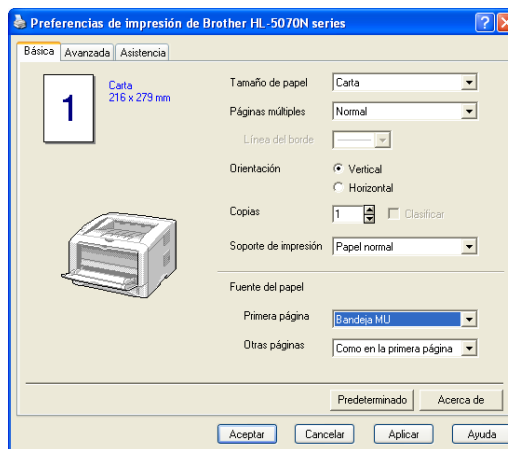 Preferencias de impresión de Brother HL-5070N series
Básica Avanzada Asistencia
1
Carta
216 x 279 mm
Tamaño de papel Carta
Páginas múltiples Normal
Línea del borde
Orientación Vertical
Horizontal
Copias 1 Clasificar
Soporte de impresión Papel normal
Fuente del papel
Primera página Bandeja MU
Otras páginas Como en la primera página
Predeterminado Acerca de
Aceptar Cancelar Aplicar Ayuda